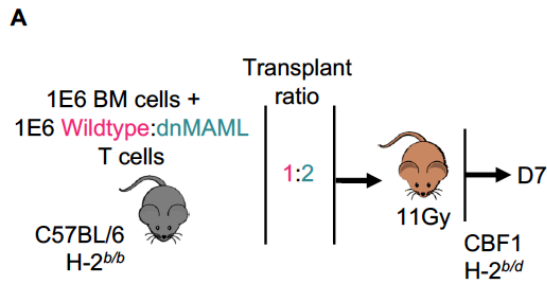 A
1E6 BM cells +
1E6 Wildtype:dnMAML
T cells
C57BL/6
H-2b/b
Transplant
ratio
1:2
11Gy
CBF1
H-2b/d
D7